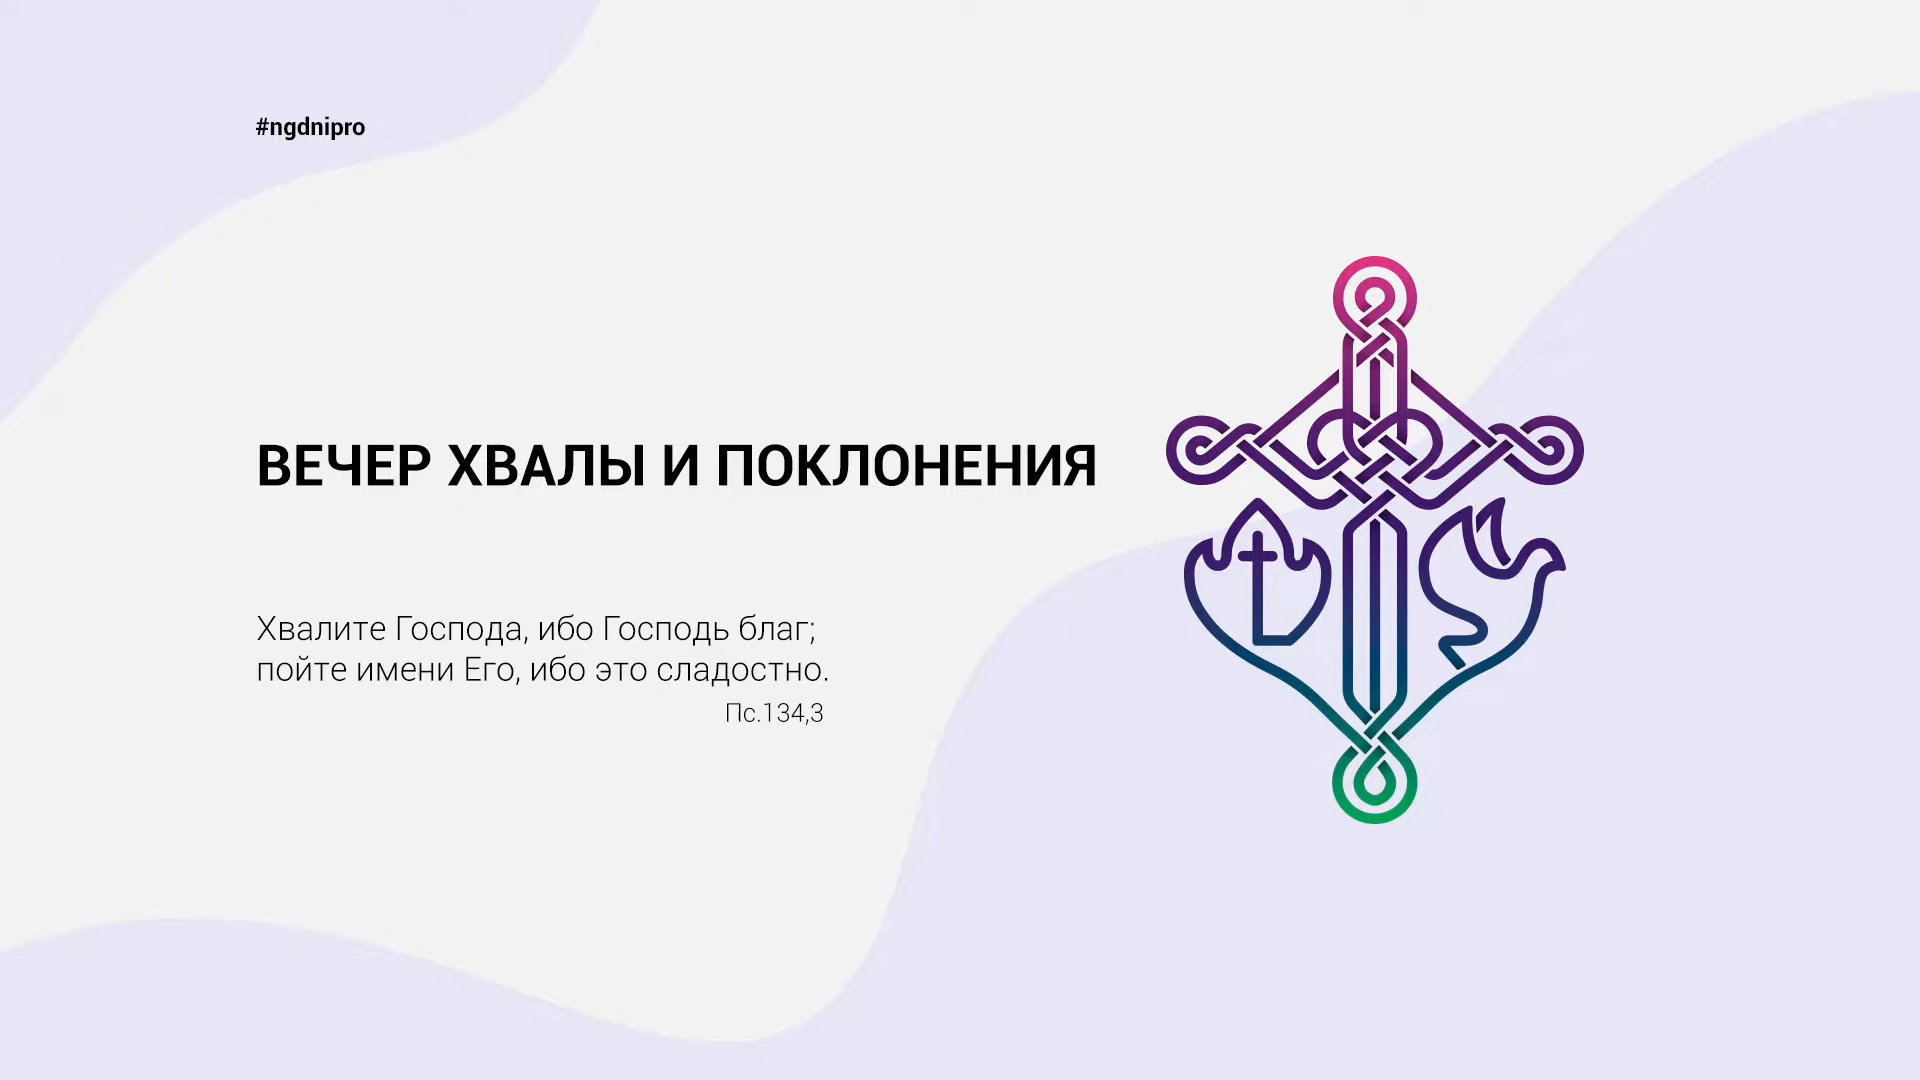 #ngdnipro
ВЕЧЕР ХВАЛЫ И ПОКЛОНЕНИЯ
Хвалите Господа, ибо Господь благ;
пойте имени Его, ибо это сладостно.
Пс.134,3